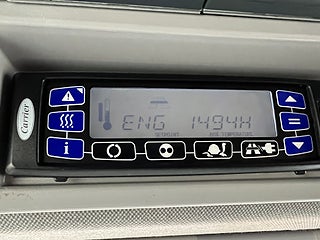 Carrier
ENG 1494H
SETPOINT BOX TEMPERATURE
i